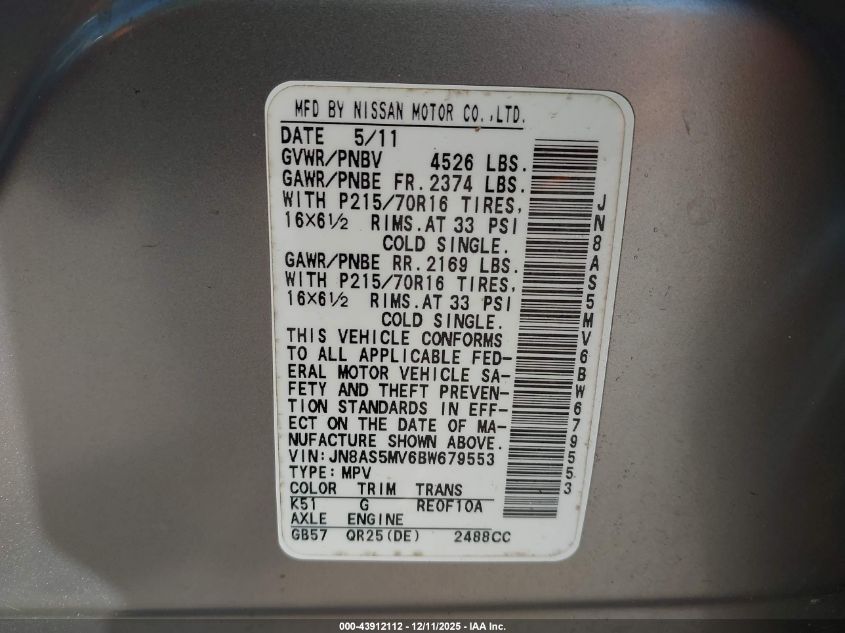 MFD BY NISSAN MOTOR CO.,LTD.
DATE 5/11
GVWR/PNBV 4526 LBS.
GAWR/PNBE FR. 2374 LBS.
WITH P215/70R16 TIRES,
16×6½ RIMS. AT 33 PSI
COLD SINGLE.
GAWR/PNBE RR. 2169 LBS.
WITH P215/70R16 TIRES,
16×6½ RIMS. AT 33 PSI
COLD SINGLE.
THIS VEHICLE CONFORMS
TO ALL APPLICABLE FED-
ERAL MOTOR VEHICLE SA-
FETY AND THEFT PREVEN-
TION STANDARDS IN EFF-
ECT ON THE DATE OF MA-
NUFACTURE SHOWN ABOVE.
VIN: JN8AS5MV6BW679553
TYPE: MPV
COLOR TRIM TRANS
K51 G RE0F10A
AXLE ENGINE
GB57 QR25(DE) 2488CC
JN8AS5MV6BW679553
000-43912112 - 12/11/2025 - IAA Inc.